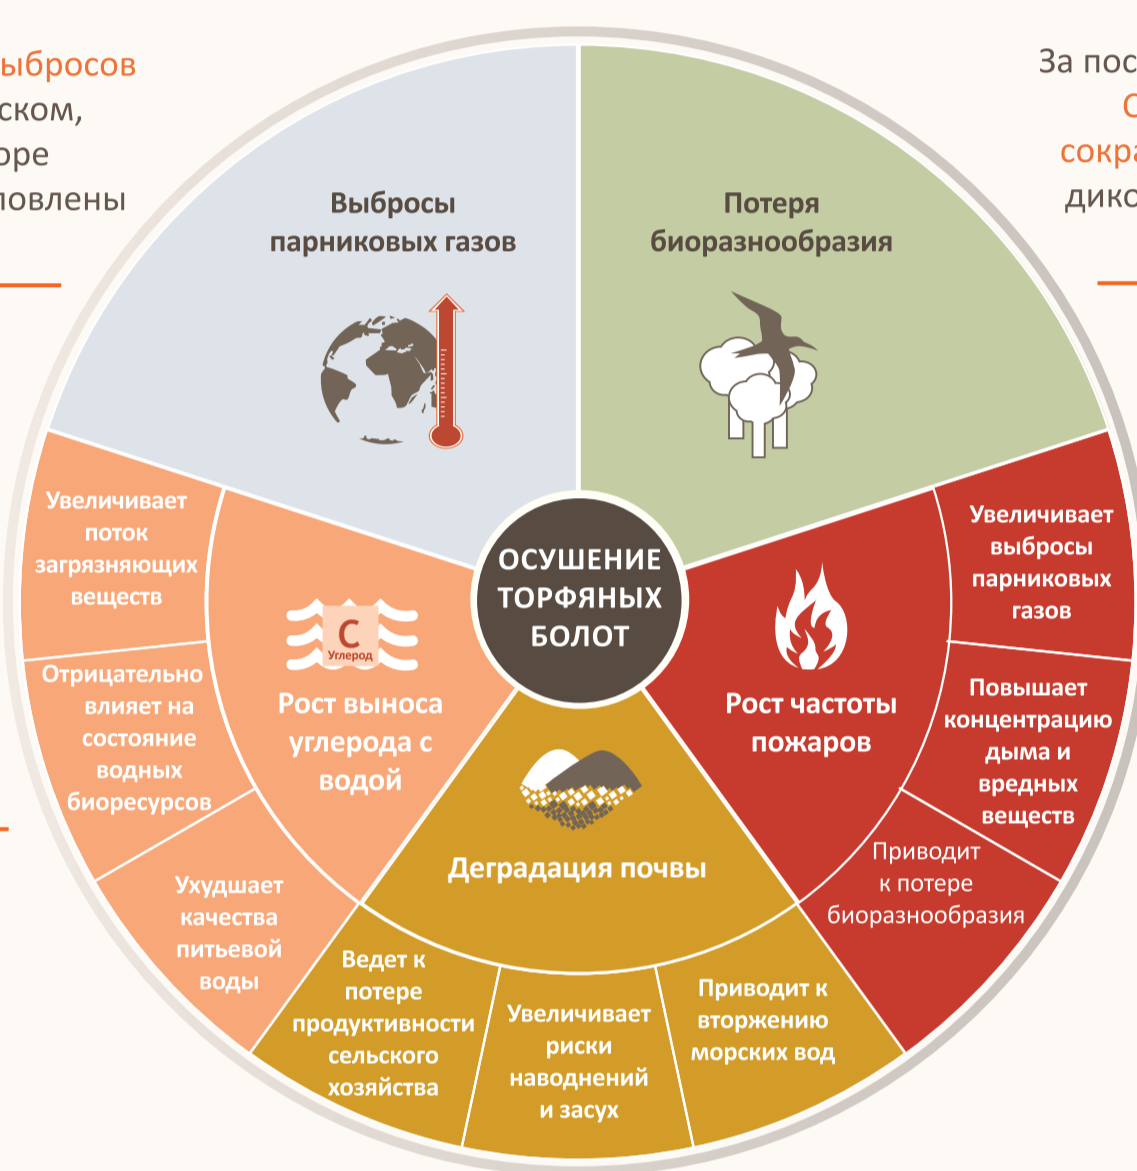 ыбросов
ском,
оре
ловлены
За пос
сокра
дико
Выбросы
парниковых газов
Потеря
биоразнообразия
ОСУШЕНИЕ
ТОРФЯНЫХ
БОЛОТ
Увеличивает
поток
загрязняющих
веществ
Отрицательно
влияет на
состояние
водных
биоресурсов
Ухудшает
качества
питьевой
воды
С
Углерод
Рост выноса
углерода с
водой
Рост частоты
пожаров
Увеличивает
выбросы
парниковых
газов
Повышает
концентрацию
дыма и
вредных
веществ
Приводит
к потере
биоразнообразия
Деградация почвы
Ведет к
потере
продуктивности
сельского
хозяйства
Увеличивает
риски
наводнений
и засух
Приводит к
вторжению
морских вод